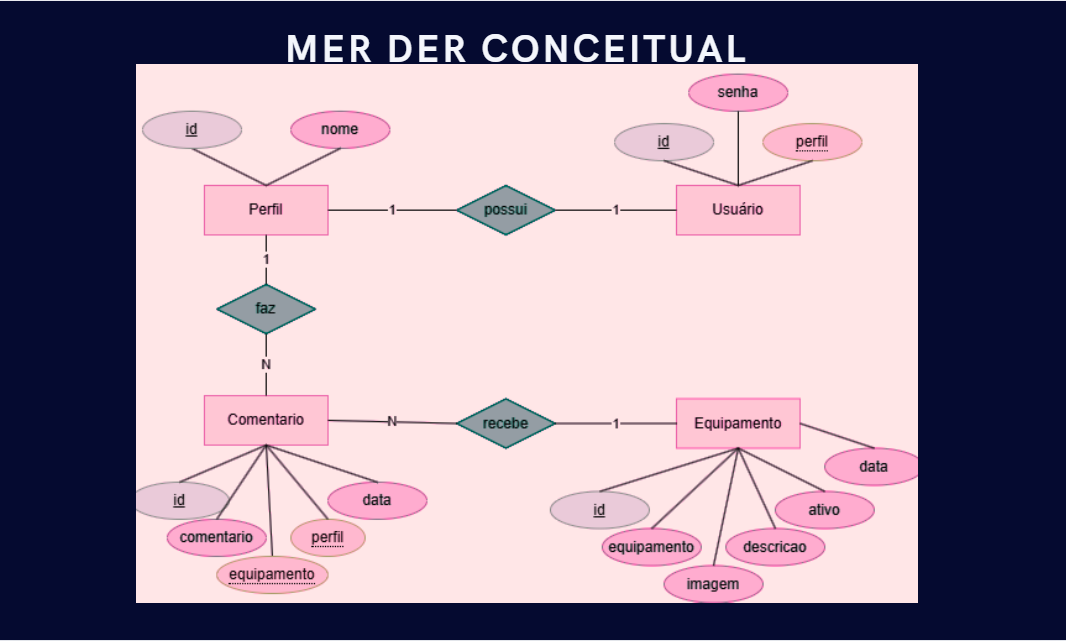 MER DER CONCEITUAL
senha
id
nome
id
perfil
Perfil
1
possui
1
Usuário
1
faz
N
Comentario
N
recebe
1
Equipamento
data
id
data
id
ativo
comentario
perfil
equipamento
descricao
equipamento
imagem